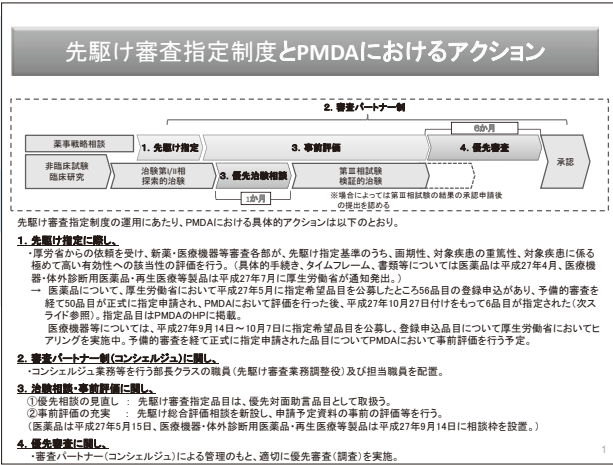 先駆け審査指定制度とPMDAにおけるアクション
2. 審査パートナー制
6か月
薬事戦略相談
1. 先駆け指定
3. 事前評価
4. 優先審査
承認
非臨床試験
臨床研究
治験第I/II相
探索的治験
3. 優先治験相談
第Ⅲ相試験
検証的治験
1か月
※場合によっては第Ⅲ相試験の結果の承認申請後
の提出を認める
先駆け審査指定制度の運用にあたり、PMDAにおける具体的アクションは以下のとおり。
1. 先駆け指定に際し、
・厚労省からの依頼を受け、新薬・医療機器等審査各部が、先駆け指定基準のうち、画期性、対象疾患の重篤性、対象疾患に係る
極めて高い有効性への該当性の評価を行う。（具体的手続き、タイムフレーム、書類等については医薬品は平成27年4月、医療機
器・体外診断用医薬品・再生医療等製品は平成27年7月に厚生労働省が通知発出。）
→ 医薬品について、厚生労働省において平成27年5月に指定希望品目を公募したところ56品目の登録申込があり、予備的審査を
経て50品目が正式に指定申請され、PMDAにおいて評価を行った後、平成27年10月27日付けをもって6品目が指定された（次ス
ライド参照）。指定品目はPMDAのHPに掲載。
医療機器等については、平成27年9月14日～10月7日に指定希望品目を公募し、登録申込品目について厚生労働省においてヒ
アリングを実施中。予備的審査を経て正式に指定申請された品目についてPMDAにおいて事前評価を行う予定。
2. 審査パートナー制（コンシェルジュ）に関し、
・コンシェルジュ業務等を行う部長クラスの職員（先駆け審査業務調整役）及び担当職員を配置。
3. 治験相談・事前評価に関し、
①優先相談の見直し ： 先駆け審査指定品目は、優先対面助言品目として取扱う。
②事前評価の充実 ： 先駆け総合評価相談を新設し、申請予定資料の事前の評価等を行う。
（医薬品は平成27年5月15日、医療機器・体外診断用医薬品・再生医療等製品は平成27年9月14日に相談枠を設置。）
4. 優先審査に関し、
・審査パートナー（コンシェルジュ）による管理のもと、適切に優先審査（調査）を実施。
1